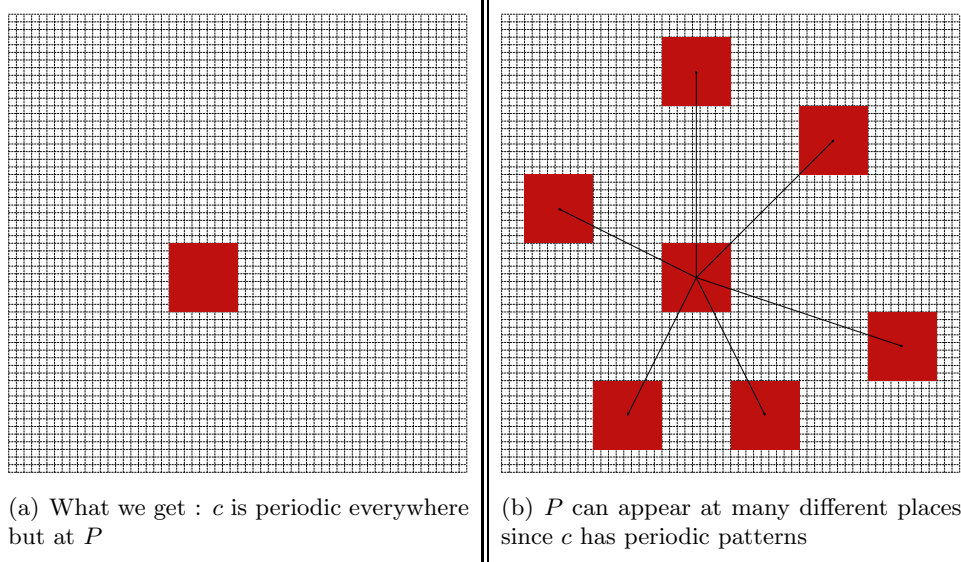 (a) What we get : c is periodic everywhere
but at P
(b) P can appear at many different places
since c has periodic patterns